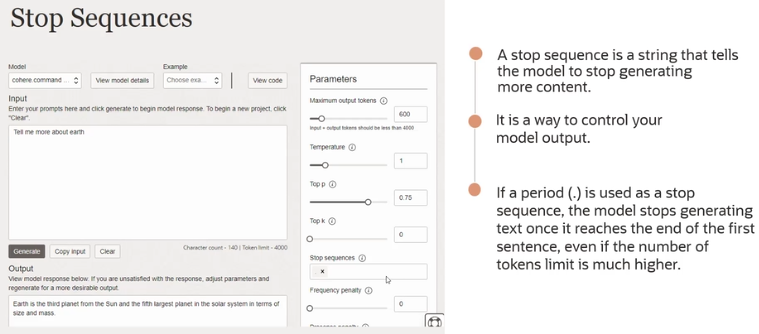 Stop Sequences
Model
cohere.command ...
View model details
Example
Choose exa...
View code
Input
Enter your prompts here and click generate to begin model response. To begin a new project, click
"Clear".
Tell me more about earth
Generate
Copy input
Clear
Character count - 140 | Token limit - 4000
Output
View model response below. If you are unsatisfied with the response, adjust parameters and
regenerate for a more desirable output.
Earth is the third planet from the Sun and the fifth largest planet in the solar system in terms of
size and mass.
Parameters
Maximum output tokens
600
Input + output tokens should be less than 4000
Temperature
1
Top p
0.75
Top k
0
Stop sequences
. x
Frequency penalty
0
Presence penalty
A stop sequence is a string that tells
the model to stop generating
more content.
It is a way to control your
model output.
If a period (.) is used as a stop
sequence, the model stops generating
text once it reaches the end of the first
sentence, even if the number of
tokens limit is much higher.